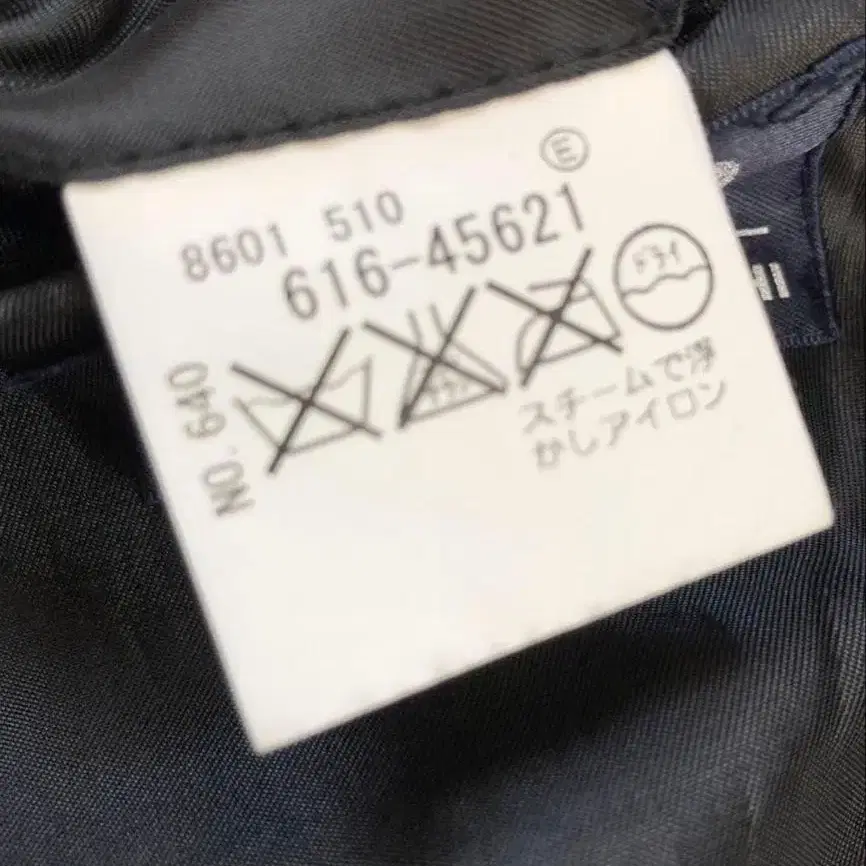 E
8601 510
616-45621
ドライ
スチームで浮
かしアイロン
NO. 640
HI